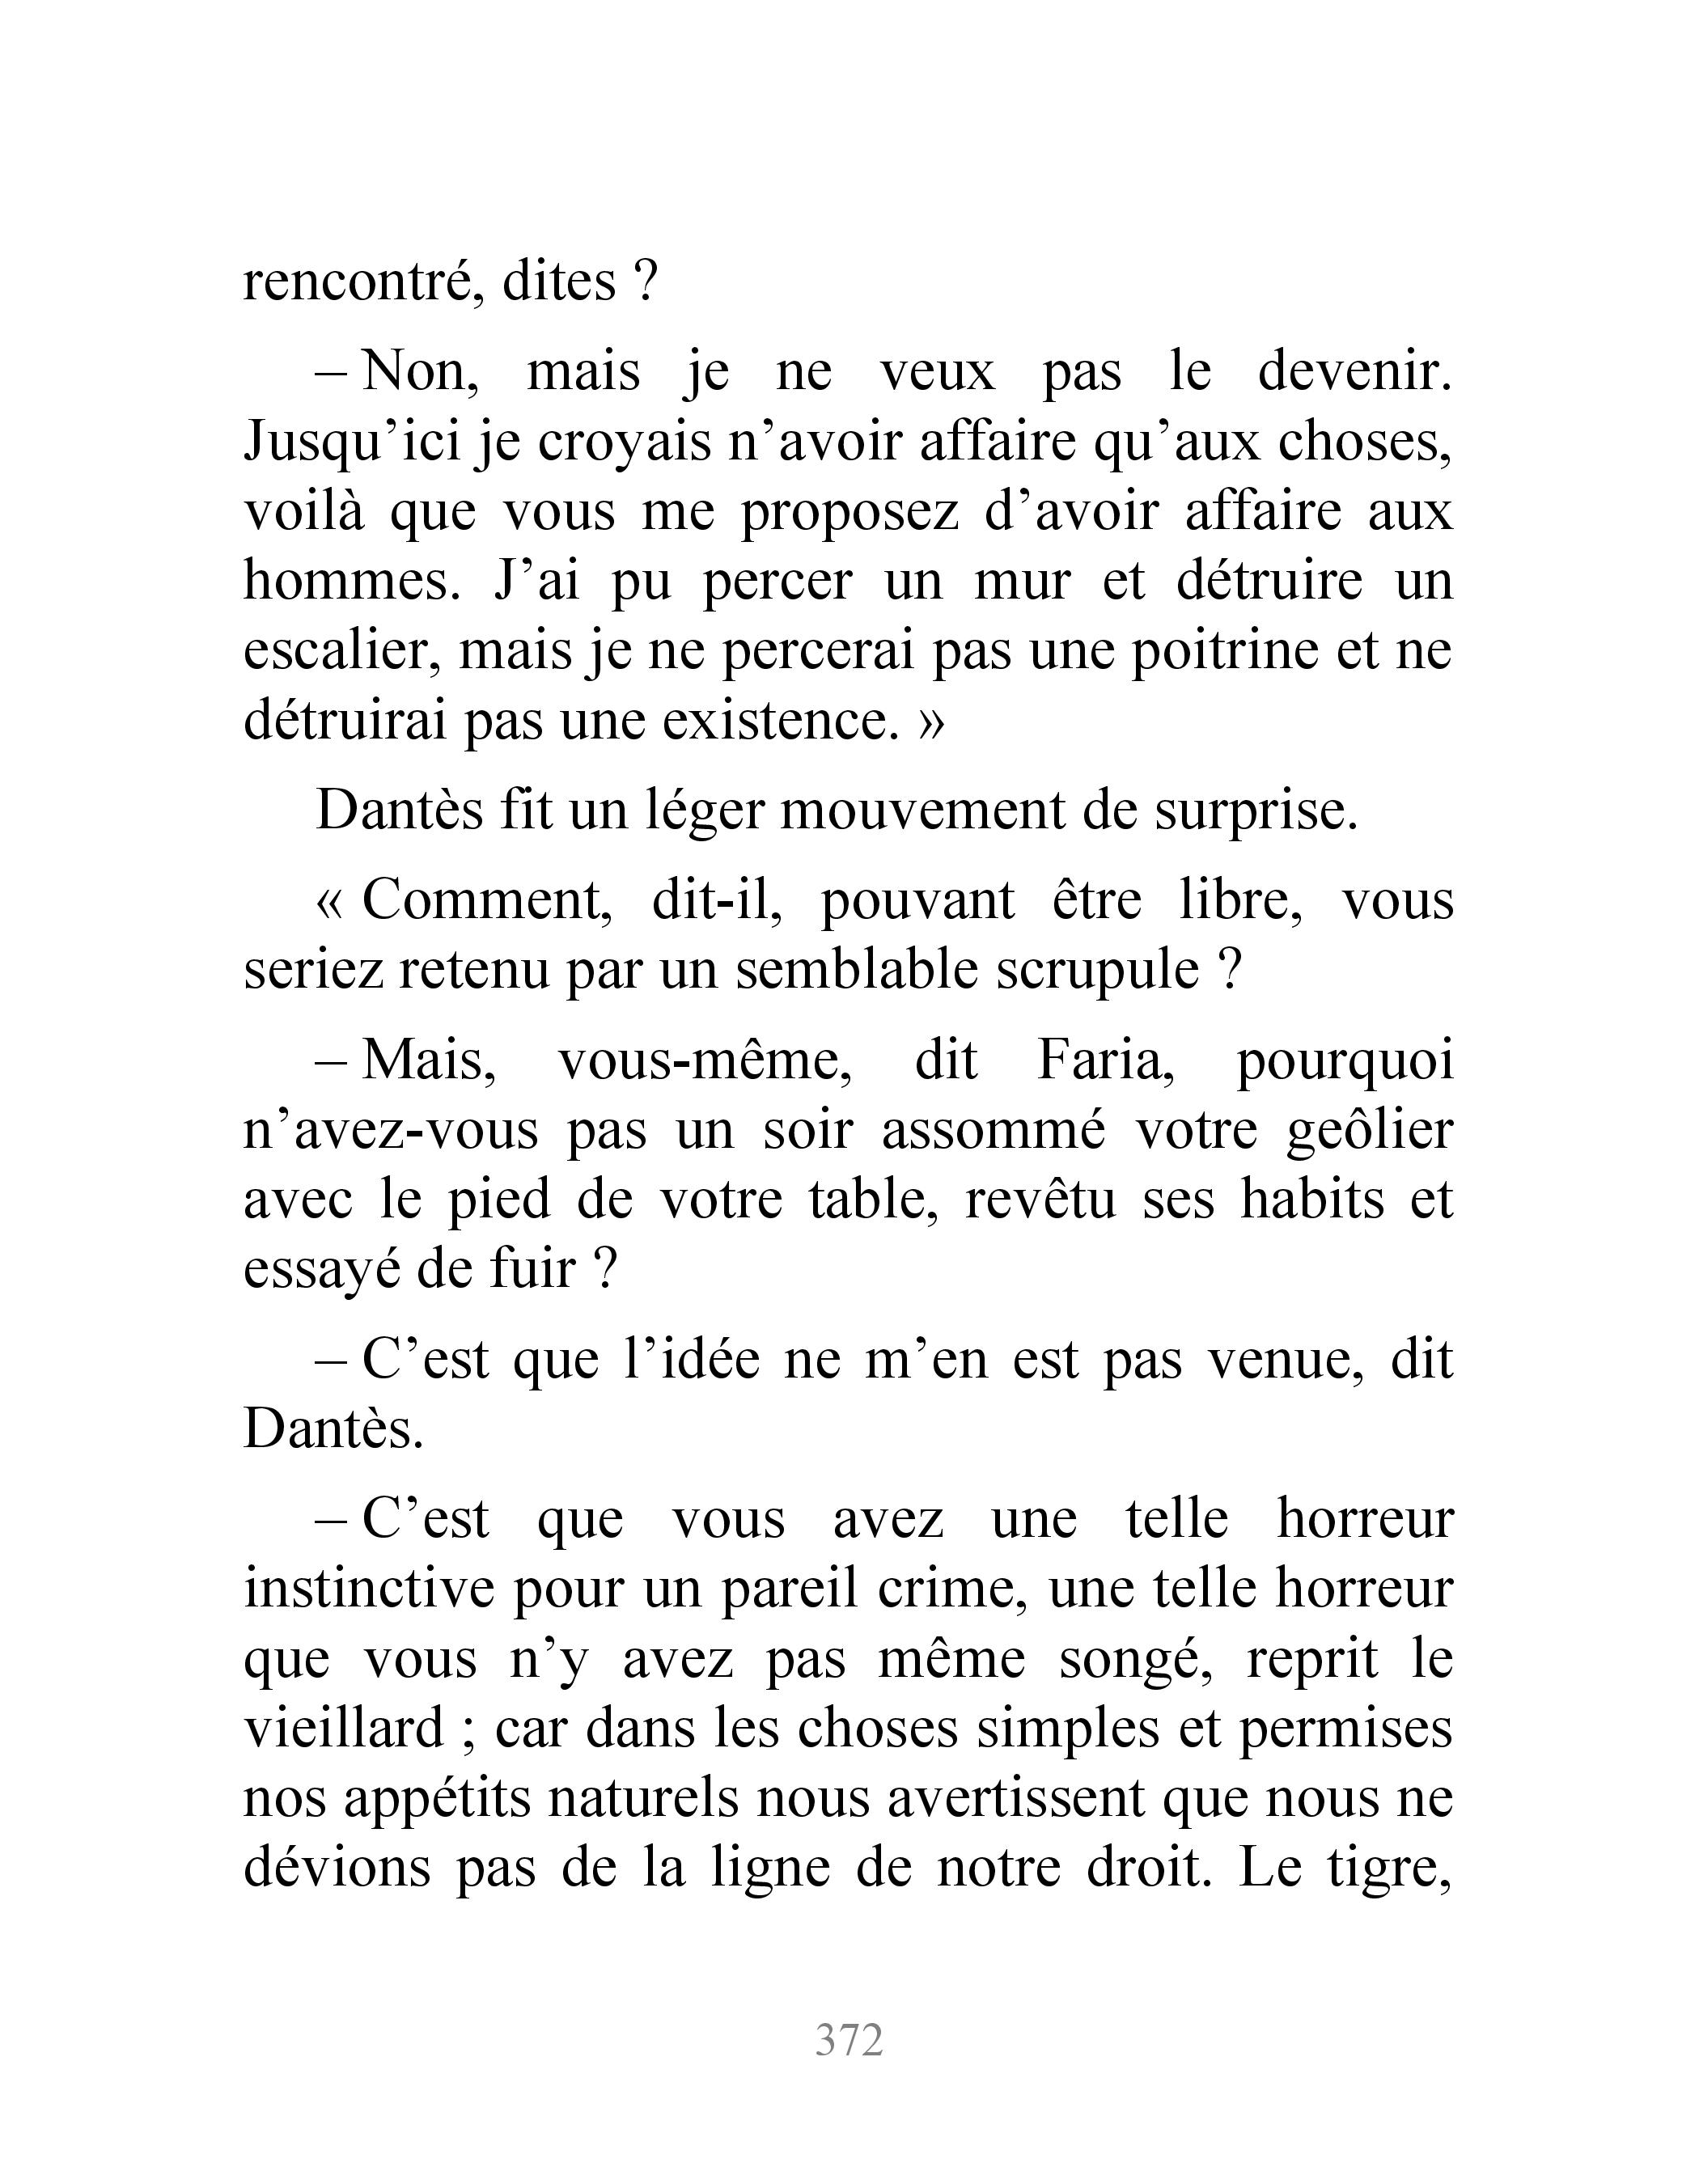 rencontré, dites ?
– Non, mais je ne veux pas le devenir.
Jusqu’ici je croyais n’avoir affaire qu’aux choses,
voilà que vous me proposez d’avoir affaire aux
hommes. J’ai pu percer un mur et détruire un
escalier, mais je ne percerai pas une poitrine et ne
détruirai pas une existence. »
Dantès fit un léger mouvement de surprise.
« Comment, dit-il, pouvant être libre, vous
seriez retenu par un semblable scrupule ?
– Mais, vous-même, dit Faria, pourquoi
n’avez-vous pas un soir assommé votre geôlier
avec le pied de votre table, revêtu ses habits et
essayé de fuir ?
– C’est que l’idée ne m’en est pas venue, dit
Dantès.
– C’est que vous avez une telle horreur
instinctive pour un pareil crime, une telle horreur
que vous n’y avez pas même songé, reprit le
vieillard ; car dans les choses simples et permises
nos appétits naturels nous avertissent que nous ne
dévions pas de la ligne de notre droit. Le tigre,
372